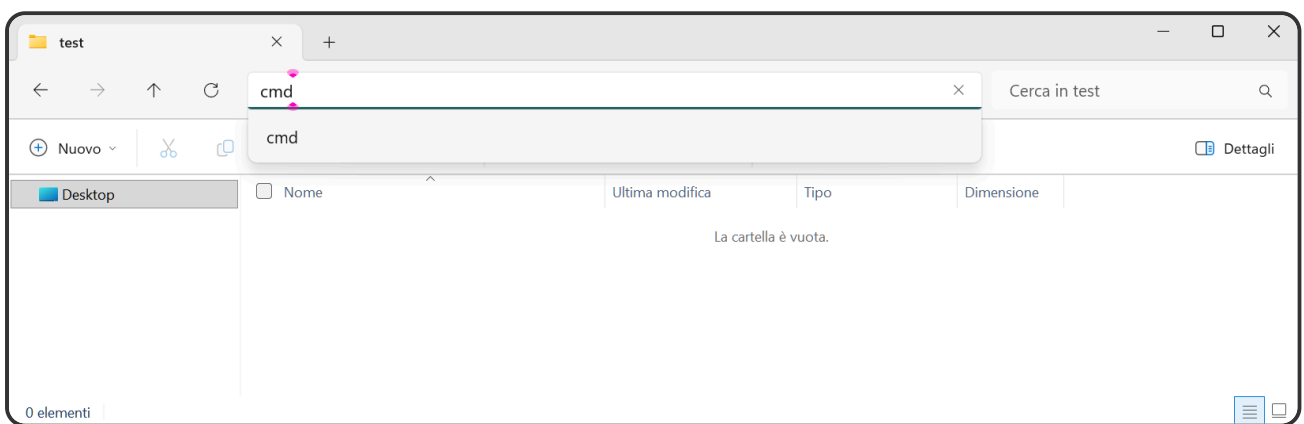 test
cmd
Cerca in test
cmd
Nuovo
Dettagli
Desktop
Nome Ultima modifica Tipo Dimensione
La cartella è vuota.
0 elementi